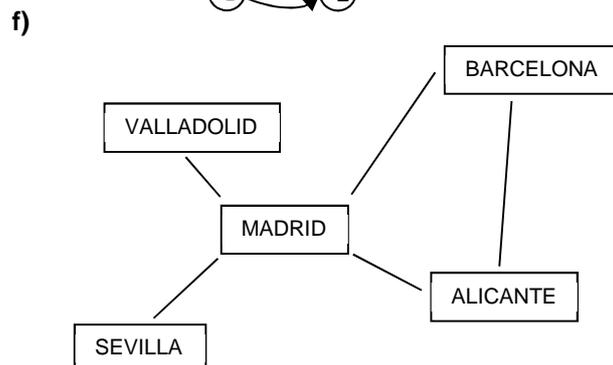 f)
BARCELONA
VALLADOLID
MADRID
ALICANTE
SEVILLA